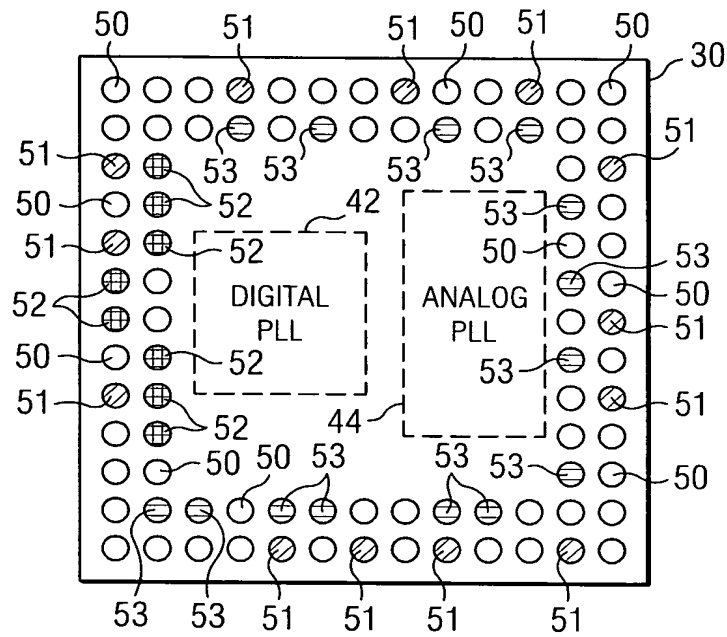 50 51 51 50 51 50 30
53 53 53 53
51 51
50 52 42 53
51 52 50 53
52 DIGITAL ANALOG 50
PLL PLL 51
50 52 53
51 51
52 44
50 50 53 53 53 50
53 53 51 51 51 51